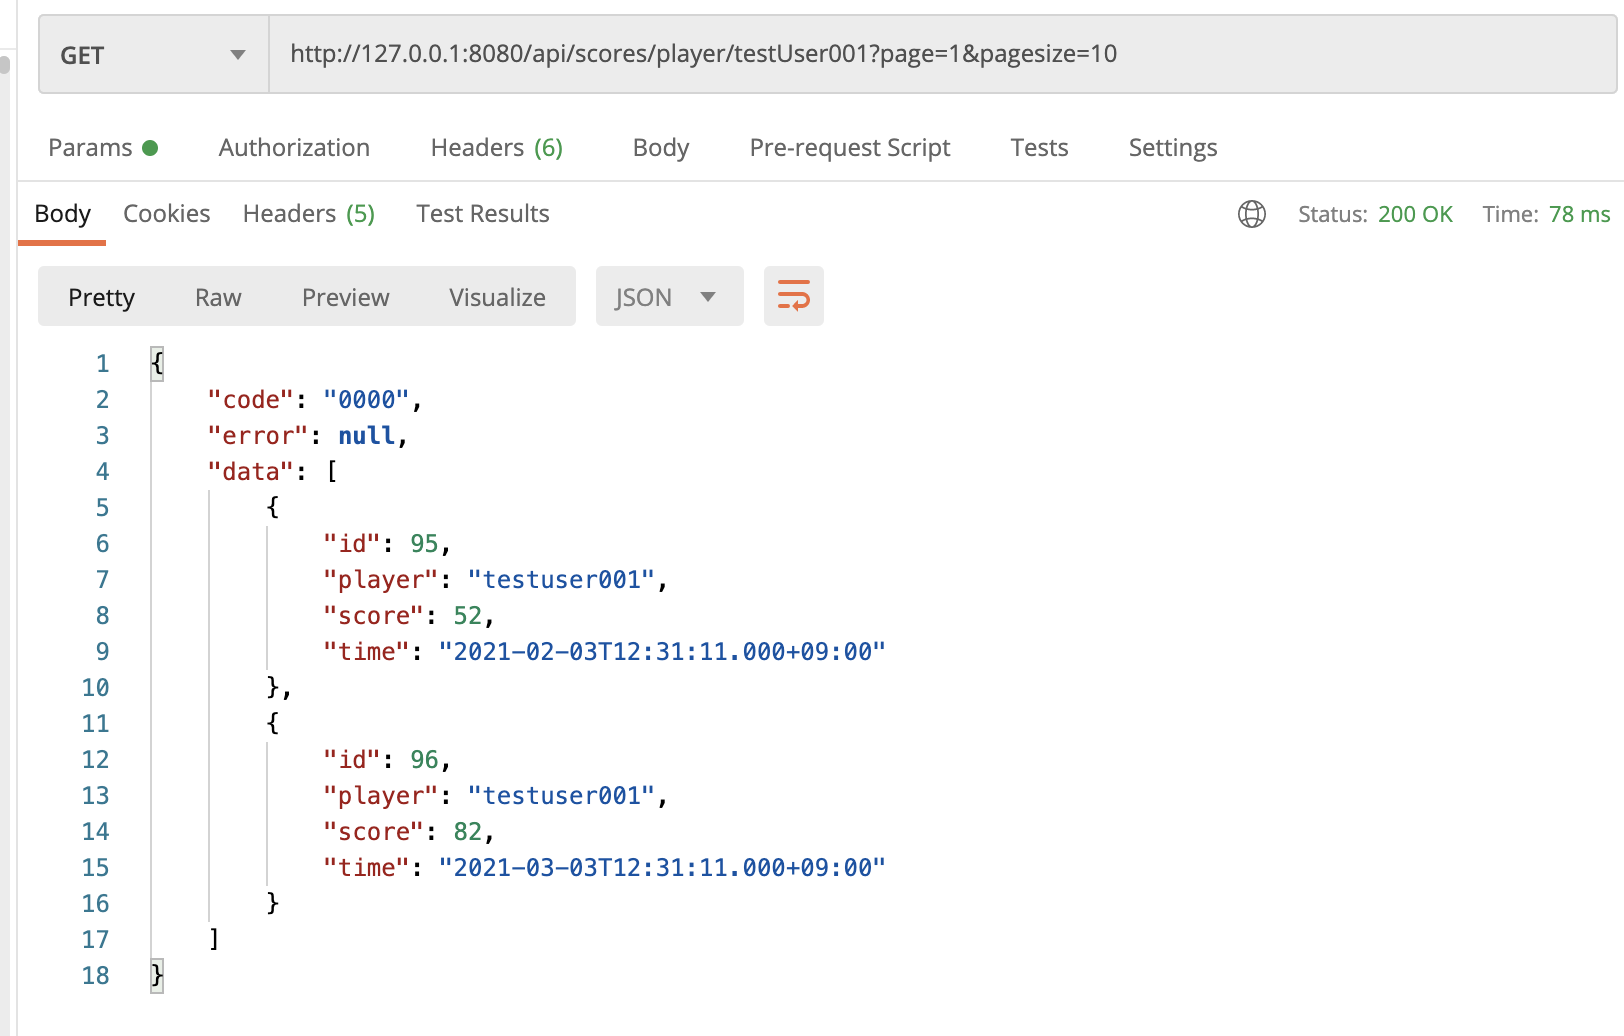 GET http://127.0.0.1:8080/api/scores/player/testUser001?page=1&pagesize=10
Params Authorization Headers (6) Body Pre-request Script Tests Settings
Body Cookies Headers (5) Test Results Status: 200 OK Time: 78 ms
Pretty Raw Preview Visualize JSON
1 {
2 "code": "0000",
3 "error": null,
4 "data": [
5 {
6 "id": 95,
7 "player": "testuser001",
8 "score": 52,
9 "time": "2021-02-03T12:31:11.000+09:00"
10 },
11 {
12 "id": 96,
13 "player": "testuser001",
14 "score": 82,
15 "time": "2021-03-03T12:31:11.000+09:00"
16 }
17 ]
18 }